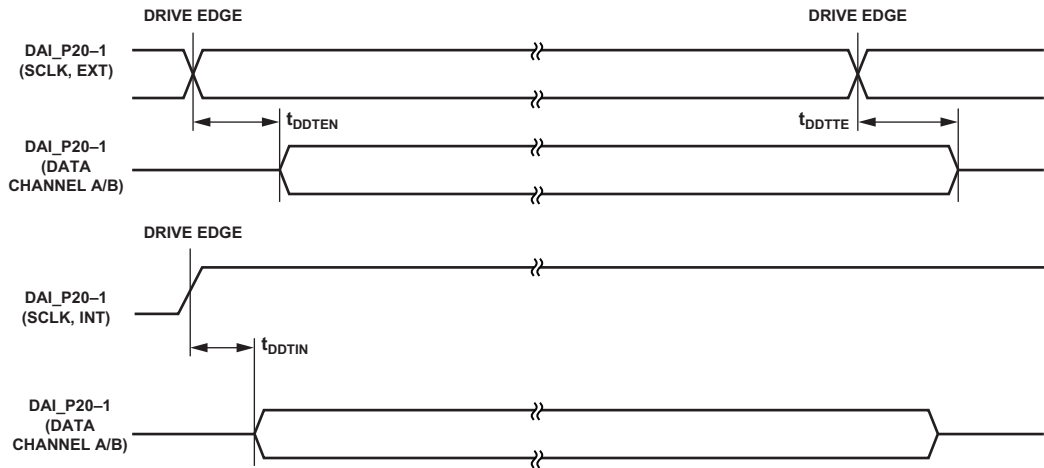 DRIVE EDGE
DRIVE EDGE
DAI_P20–1
(SCLK, EXT)
tDDTEN
tDDTTE
DAI_P20–1
(DATA
CHANNEL A/B)
DRIVE EDGE
DAI_P20–1
(SCLK, INT)
tDDTIN
DAI_P20–1
(DATA
CHANNEL A/B)